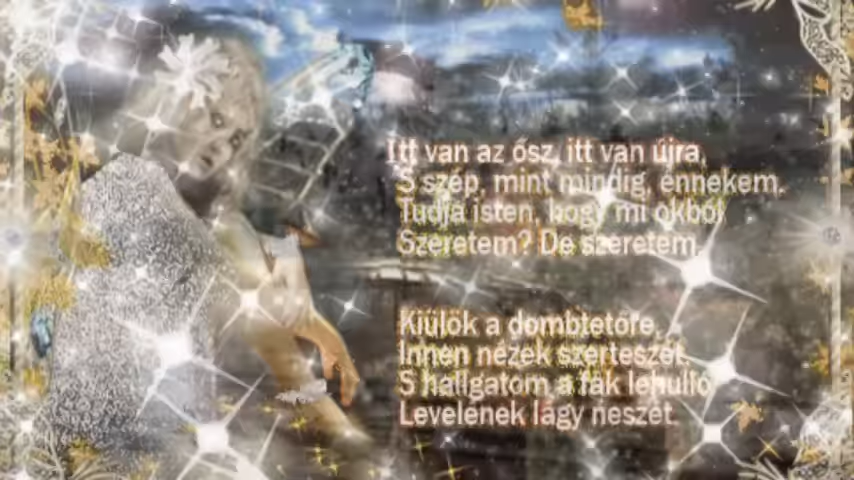 Itt van az ősz, itt van újra,
S szép, mint mindig, énnekem.
Tudja isten, hogy mi okból
Szeretem? De szeretem.
Kiülök a dombtetőre,
Innen nézek szerteszét,
S hallgatom a fák lehulló
Levelének lágy neszét.